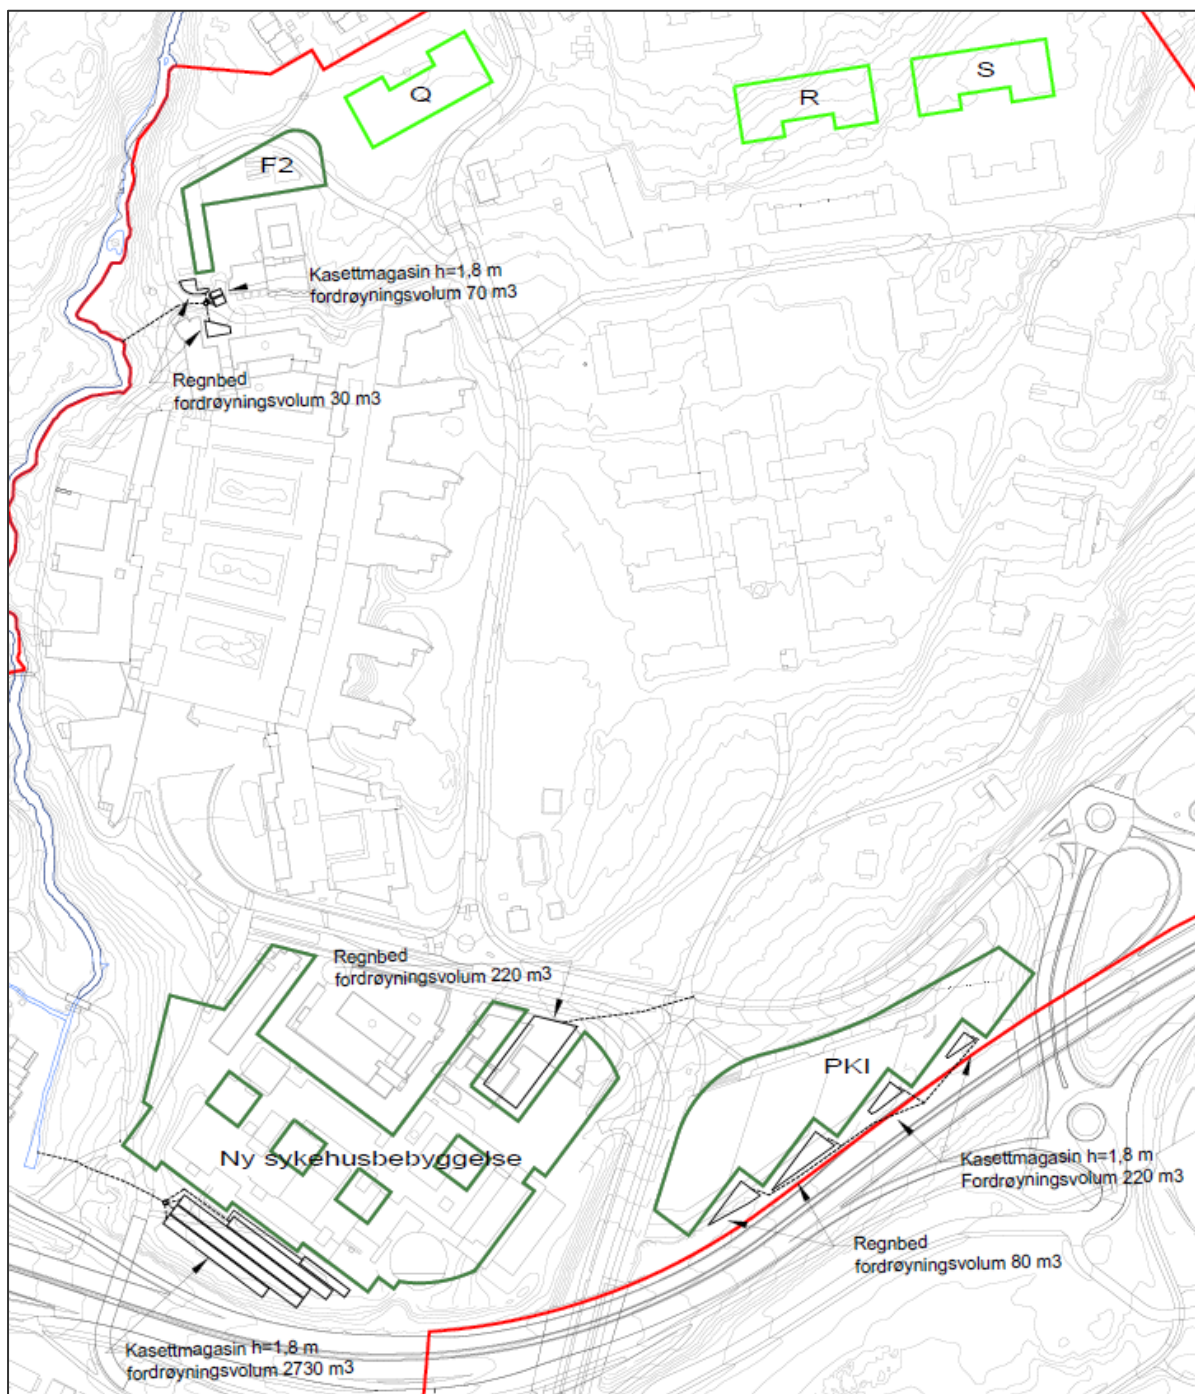 Q
R
S
F2
Kasettmagasin h=1,8 m
fordrøyningsvolum 70 m3
Regnbed
fordrøyningsvolum 30 m3
Regnbed
fordrøyningsvolum 220 m3
PKI
Ny sykehusbebyggelse
Kasettmagasin h=1,8 m
Fordrøyningsvolum 220 m3
Regnbed
fordrøyningsvolum 80 m3
Kasettmagasin h=1,8 m
fordrøyningsvolum 2730 m3